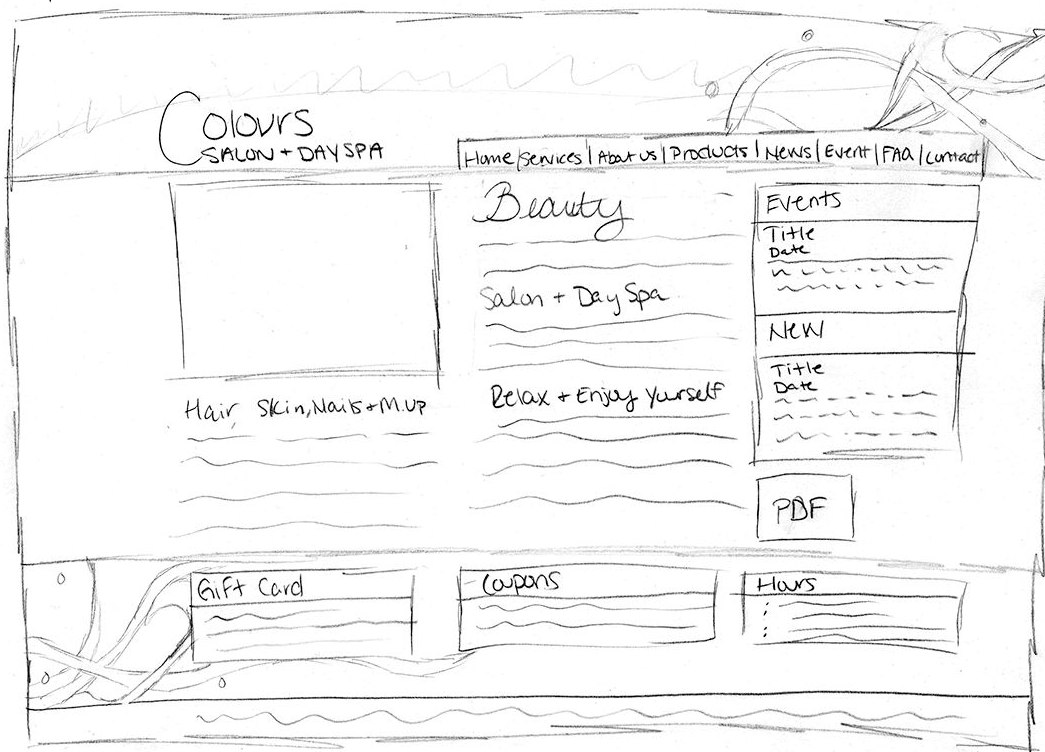 Colours
SALON + DAY SPA
Home | Services | About us | Products | News | Event | FAQ | Contact
Hair, Skin, Nails + M.up
Beauty
Salon + Day Spa
Relax + Enjoy Yurself
Events
Title
Date
New
Title
Date
PDF
Gift Card
Coupons
Hours